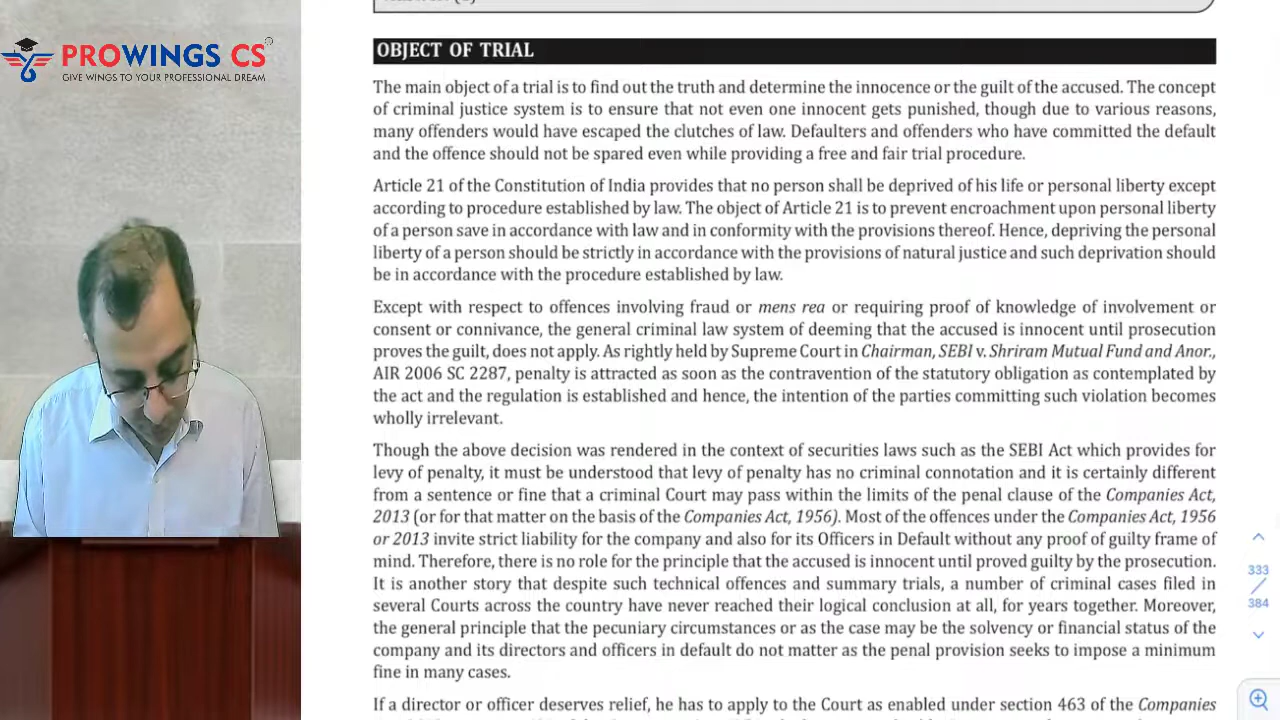 PROWINGS CS
GIVE WINGS TO YOUR PROFESSIONAL DREAM
OBJECT OF TRIAL
The main object of a trial is to find out the truth and determine the innocence or the guilt of the accused. The concept
of criminal justice system is to ensure that not even one innocent gets punished, though due to various reasons,
many offenders would have escaped the clutches of law. Defaulters and offenders who have committed the default
and the offence should not be spared even while providing a free and fair trial procedure.
Article 21 of the Constitution of India provides that no person shall be deprived of his life or personal liberty except
according to procedure established by law. The object of Article 21 is to prevent encroachment upon personal liberty
of a person save in accordance with law and in conformity with the provisions thereof. Hence, depriving the personal
liberty of a person should be strictly in accordance with the provisions of natural justice and such deprivation should
be in accordance with the procedure established by law.
Except with respect to offences involving fraud or mens rea or requiring proof of knowledge of involvement or
consent or connivance, the general criminal law system of deeming that the accused is innocent until prosecution
proves the guilt, does not apply. As rightly held by Supreme Court in Chairman, SEBI v. Shriram Mutual Fund and Anor.,
AIR 2006 SC 2287, penalty is attracted as soon as the contravention of the statutory obligation as contemplated by
the act and the regulation is established and hence, the intention of the parties committing such violation becomes
wholly irrelevant.
Though the above decision was rendered in the context of securities laws such as the SEBI Act which provides for
levy of penalty, it must be understood that levy of penalty has no criminal connotation and it is certainly different
from a sentence or fine that a criminal Court may pass within the limits of the penal clause of the Companies Act,
2013 (or for that matter on the basis of the Companies Act, 1956). Most of the offences under the Companies Act, 1956
or 2013 invite strict liability for the company and also for its Officers in Default without any proof of guilty frame of
mind. Therefore, there is no role for the principle that the accused is innocent until proved guilty by the prosecution.
It is another story that despite such technical offences and summary trials, a number of criminal cases filed in
several Courts across the country have never reached their logical conclusion at all, for years together. Moreover,
the general principle that the pecuniary circumstances or as the case may be the solvency or financial status of the
company and its directors and officers in default do not matter as the penal provision seeks to impose a minimum
fine in many cases.
If a director or officer deserves relief, he has to apply to the Court as enabled under section 463 of the Companies
333
384